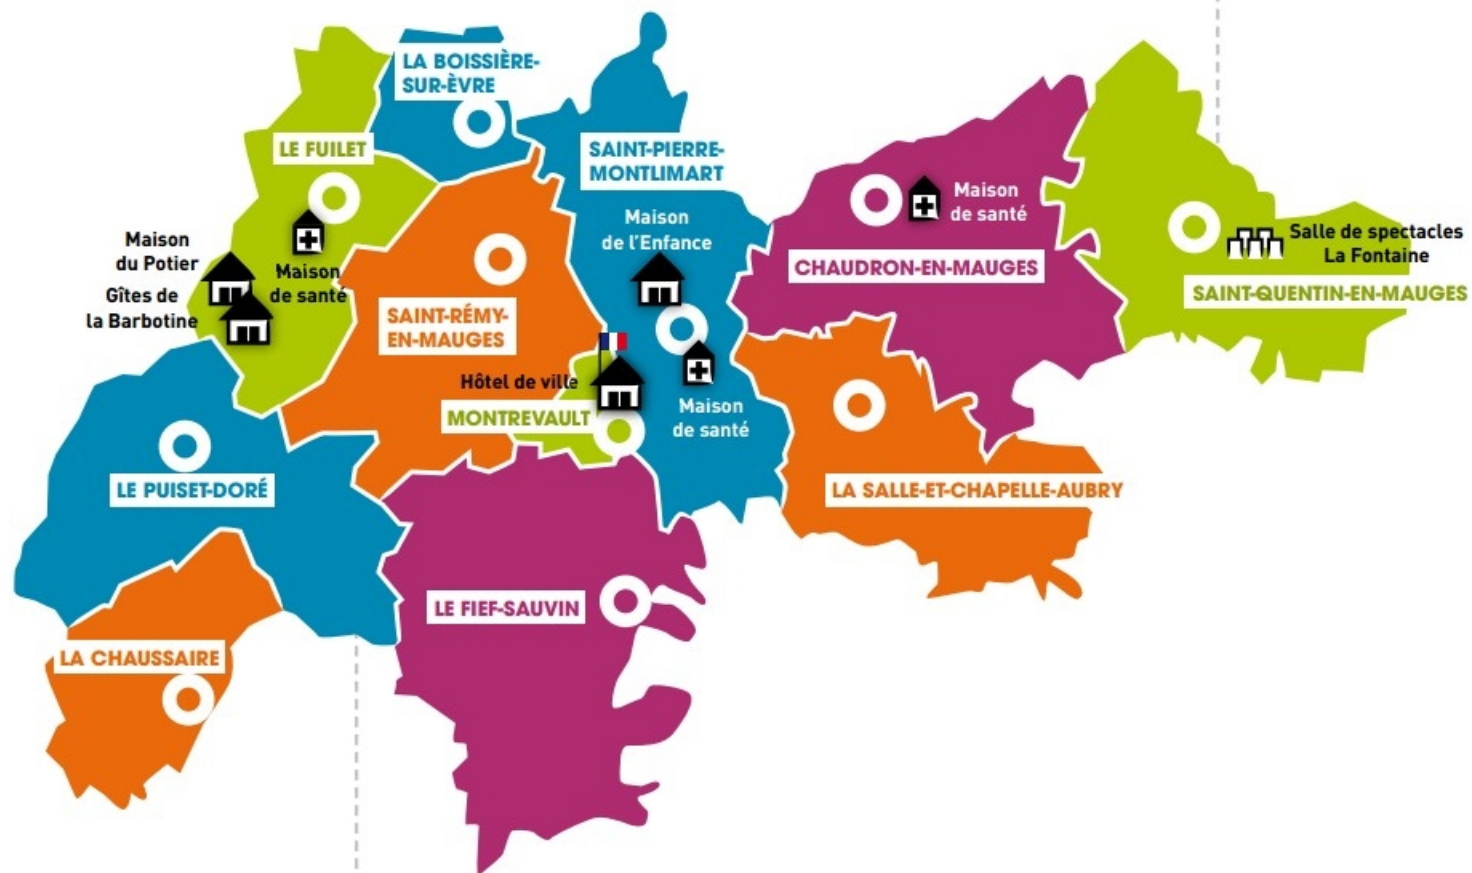 LA BOISSIÈRE-
SUR-ÈVRE
LE FUILET
SAINT-PIERRE-
MONTLIMART
Maison
de santé
Maison
de l'Enfance
Maison
du Potier
Maison
de santé
Gîtes de
la Barbotine
CHAUDRON-EN-MAUGES
Salle de spectacles
La Fontaine
SAINT-QUENTIN-EN-MAUGES
SAINT-RÉMY-
EN-MAUGES
Hôtel de ville
MONTREVAULT
Maison
de santé
LE PUISET-DORÉ
LA SALLE-ET-CHAPELLE-AUBRY
LE FIEF-SAUVIN
LA CHAUSSAIRE